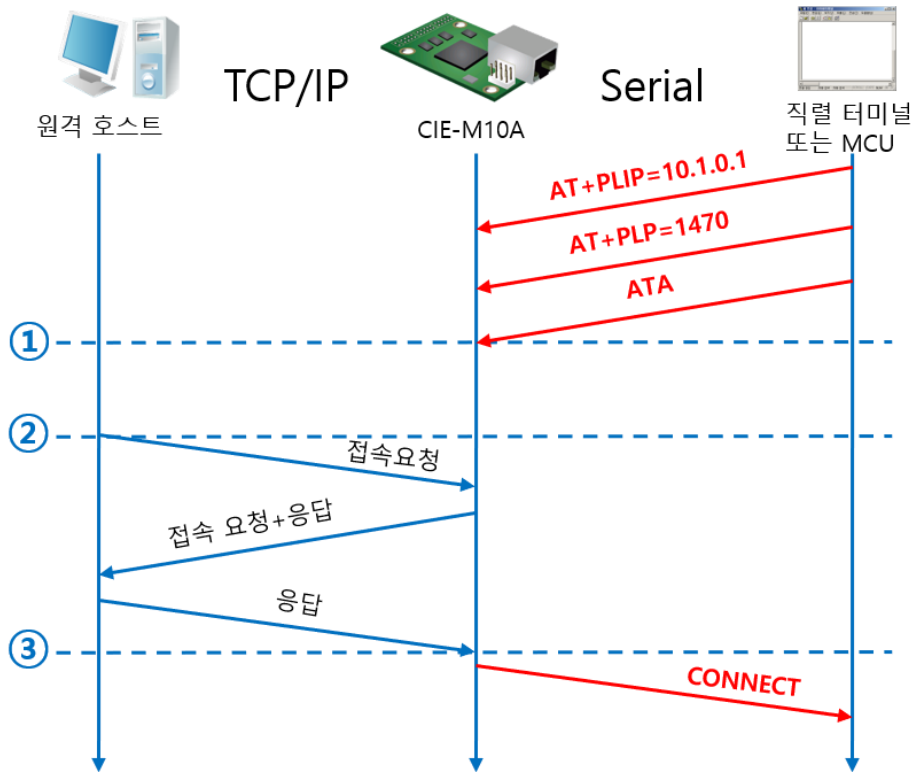 TCP/IP
Serial
원격 호스트
CIE-M10A
직렬 터미널
또는 MCU
AT+PLIP=10.1.0.1
AT+PLP=1470
ATA
①
②
접속요청
접속 요청+응답
응답
③
CONNECT